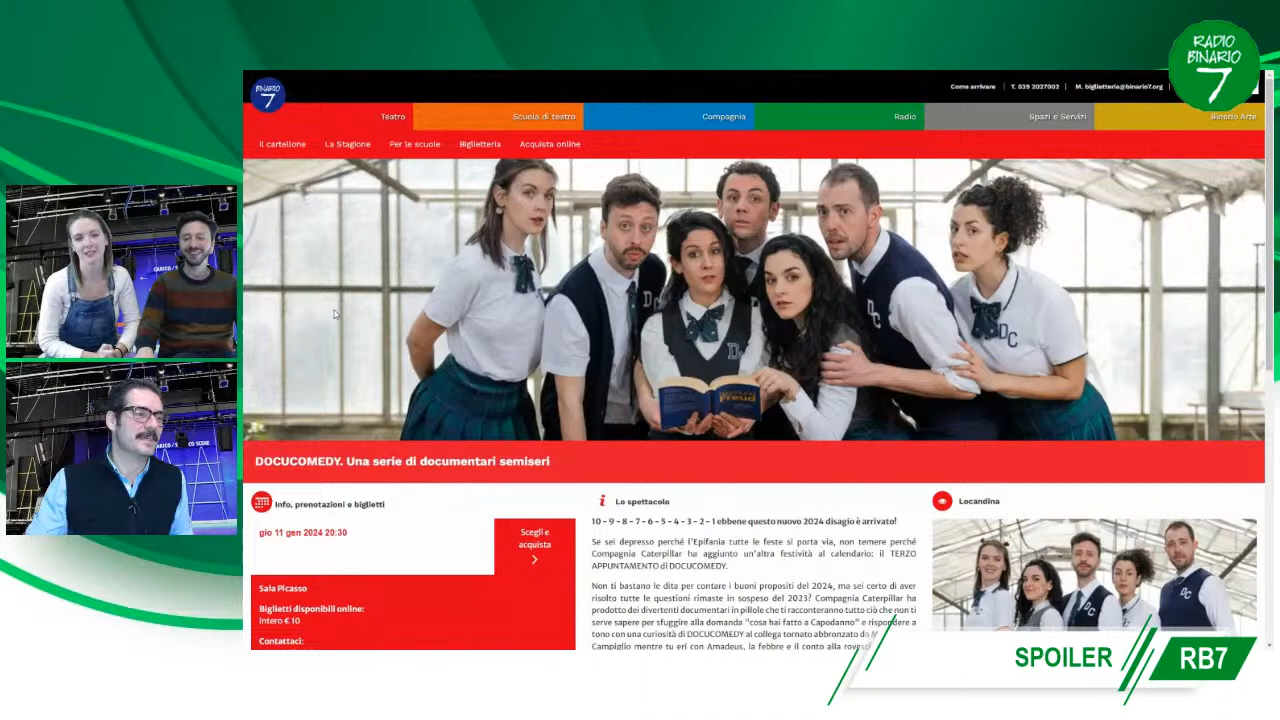 RADIO
BINARIO
7
BINARIO
7
Come arrivare
T. 039 2027002
M. biglietteria@binario7.org
Teatro
Scuola di teatro
Compagnia
Radio
Spazi e Servizi
Binario Arte
Il cartellone
La Stagione
Per le scuole
Biglietteria
Acquista online
DC
DC
DC
Freud
DOCUCOMEDY. Una serie di documentari semiseri
Info, prenotazioni e biglietti
gio 11 gen 2024 20:30
Scegli e
acquista
Sala Picasso
Biglietti disponibili online:
Intero € 10
Contattaci:
Lo spettacolo
10 - 9 - 8 - 7 - 6 - 5 - 4 - 3 - 2 - 1 ebbene questo nuovo 2024 disagio è arrivato!
Se sei depresso perché l'Epifania tutte le feste si porta via, non temere perché
Compagnia Caterpillar ha aggiunto un'altra festività al calendario: il TERZO
APPUNTAMENTO di DOCUCOMEDY.
Non ti bastano le dita per contare i buoni propositi del 2024, ma sei certo di aver
risolto tutte le questioni rimaste in sospeso del 2023? Compagnia Caterpillar ha
prodotto dei divertenti documentari in pillole che ti racconteranno tutto ciò che non ti
serve sapere per sfuggire alla domanda "cosa hai fatto a Capodanno" e rispondere a
tono con una curiosità di DOCUCOMEDY al collega tornato abbronzato da
Campiglio mentre tu eri con Amadeus, la febbre e il conto alla
Locandina
SPOILER
RB7